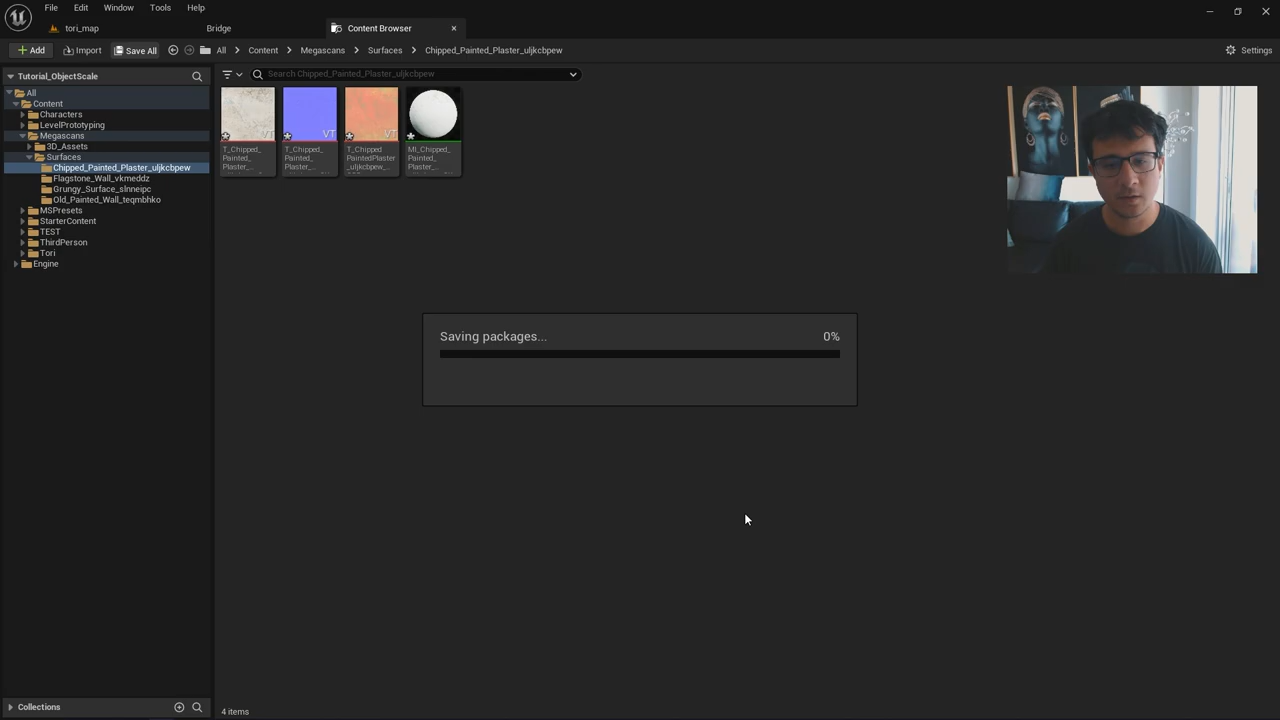 File Edit Window Tools Help
tori_map Bridge Content Browser
Add Import Save All All Content Megascans Surfaces Chipped_Painted_Plaster_uljkcbpew Settings
Tutorial_ObjectScale
Search Chipped_Painted_Plaster_uljkcbpew
All
Content
Characters
LevelPrototyping
Megascans
3D_Assets
Surfaces
Chipped_Painted_Plaster_uljkcbpew
Flagstone_Wall_vkmeddz
Grungy_Surface_slnneipc
Old_Painted_Wall_teqmbhko
MSPresets
StarterContent
TEST
ThirdPerson
Tori
Engine
VT VT VT
T_Chipped_ T_Chipped_ T_Chipped MI_Chipped_
Painted_ Painted_ PaintedPlaster Painted_
Plaster_... Plaster_... _uljkcbpew_... Plaster_...
Saving packages... 0%
Collections
4 items